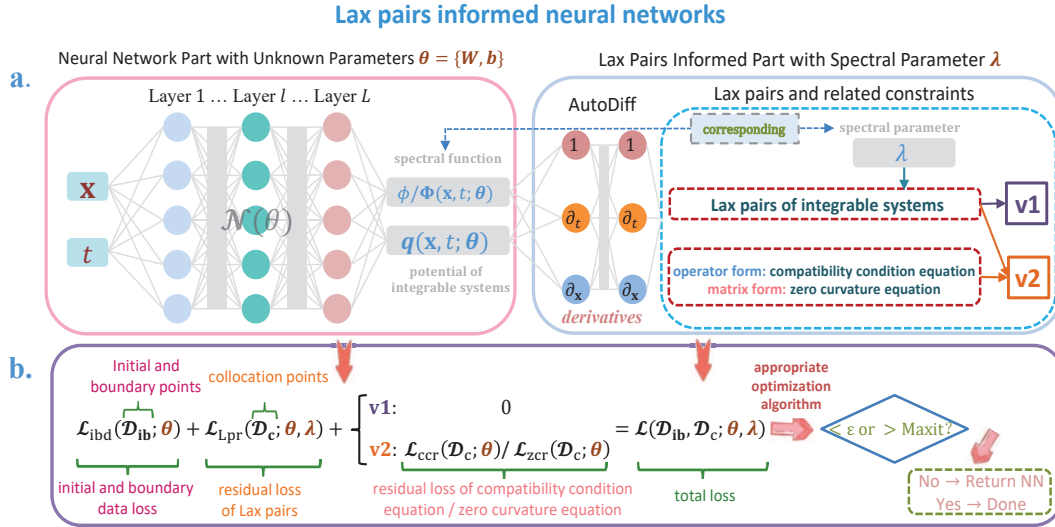 Lax pairs informed neural networks
Neural Network Part with Unknown Parameters θ = {W, b}
Lax Pairs Informed Part with Spectral Parameter λ
a.
Layer 1 … Layer l … Layer L
AutoDiff
Lax pairs and related constraints
corresponding
spectral function
spectral parameter
1
1
λ
x
ϕ/Φ(x, t; θ)
Lax pairs of integrable systems
v1
𝒩(θ)
∂t
∂t
t
q(x, t; θ)
potential of
integrable systems
operator form: compatibility condition equation
matrix form: zero curvature equation
v2
∂x
∂x
derivatives
b.
Initial and
boundary points
collocation points
appropriate
optimization
algorithm
v1: 0
ℒibd(𝒟ib; θ) + ℒLpr(𝒟c; θ, λ) +
v2: ℒccr(𝒟c; θ)/ ℒzcr(𝒟c; θ)
= ℒ(𝒟ib, 𝒟c; θ, λ)
< ε or > Maxit?
initial and boundary
data loss
residual loss
of Lax pairs
residual loss of compatibility condition
equation / zero curvature equation
total loss
No → Return NN
Yes → Done